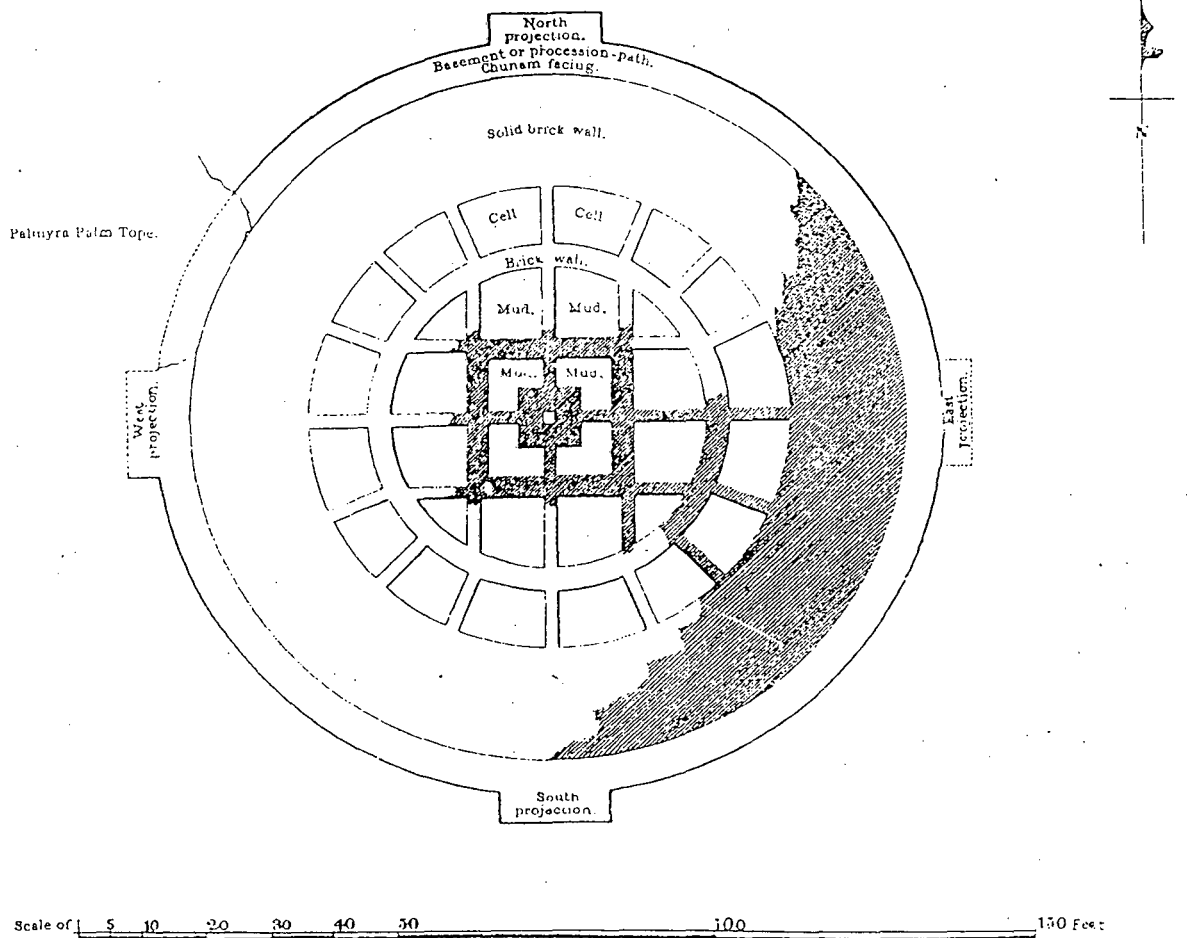 North
projection.
Basement or procession-path.
Chunam facing.
Solid brick wall.
Palmyra Palm Tope.
Cell
Cell
Brick wall.
Mud.
Mud.
Mud.
Mud.
West
projection.
East
projection.
South
projection.
N
Scale of 1 5 10 20 30 40 50 100 150 Feet